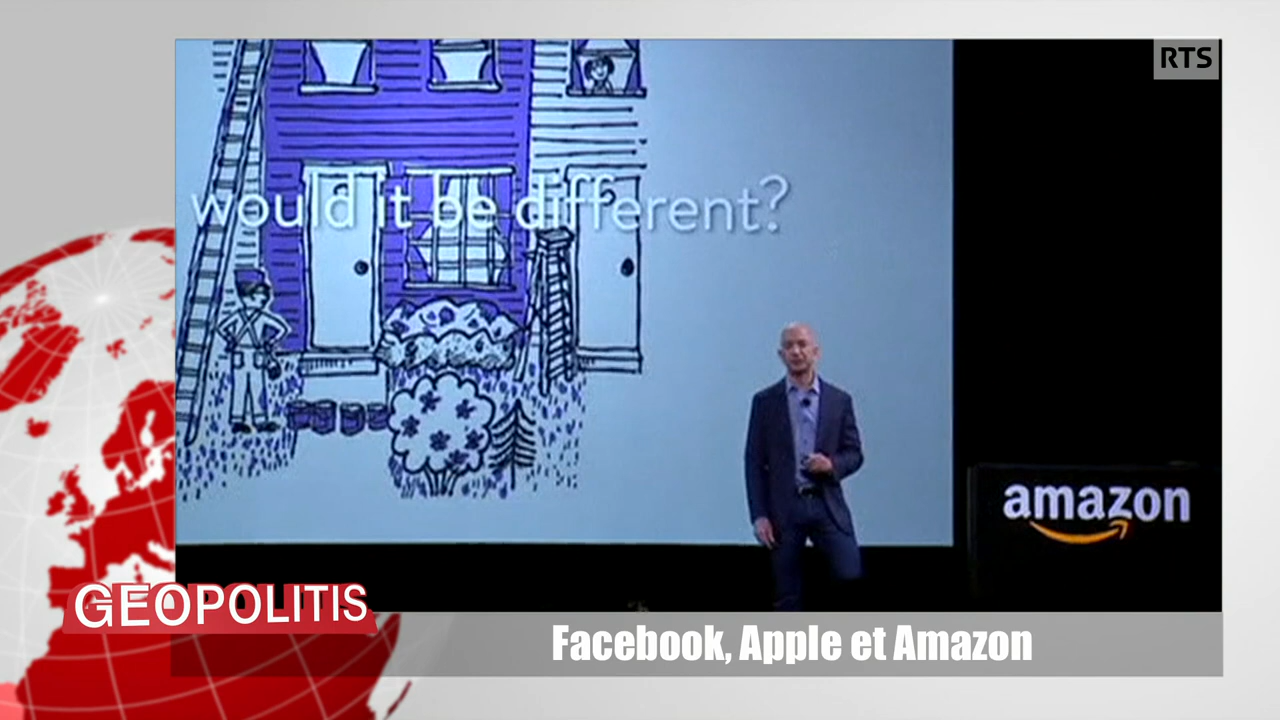 RTS
would it be different?
amazon
GEOPOLITIS
Facebook, Apple et Amazon